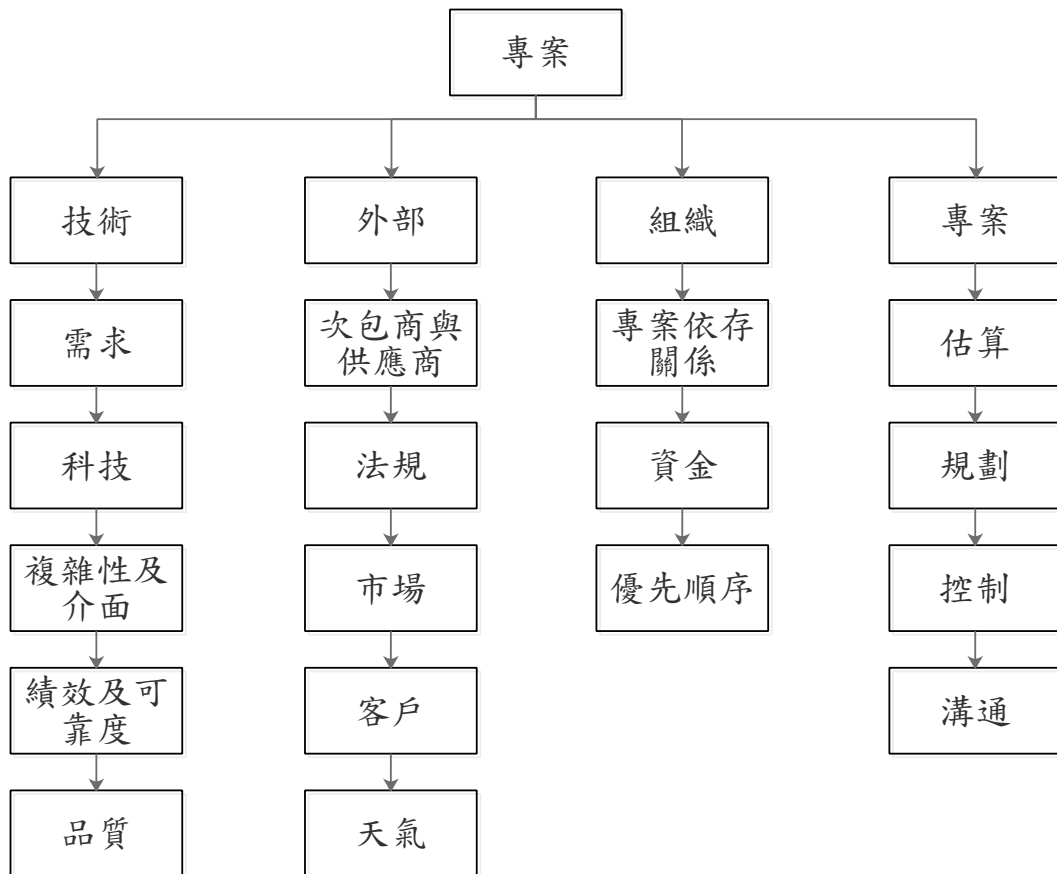 專案
技術
外部
組織
專案
需求
次包商與
供應商
專案依存
關係
估算
科技
法規
資金
規劃
複雜性及
介面
市場
優先順序
控制
績效及可
靠度
客戶
溝通
品質
天氣